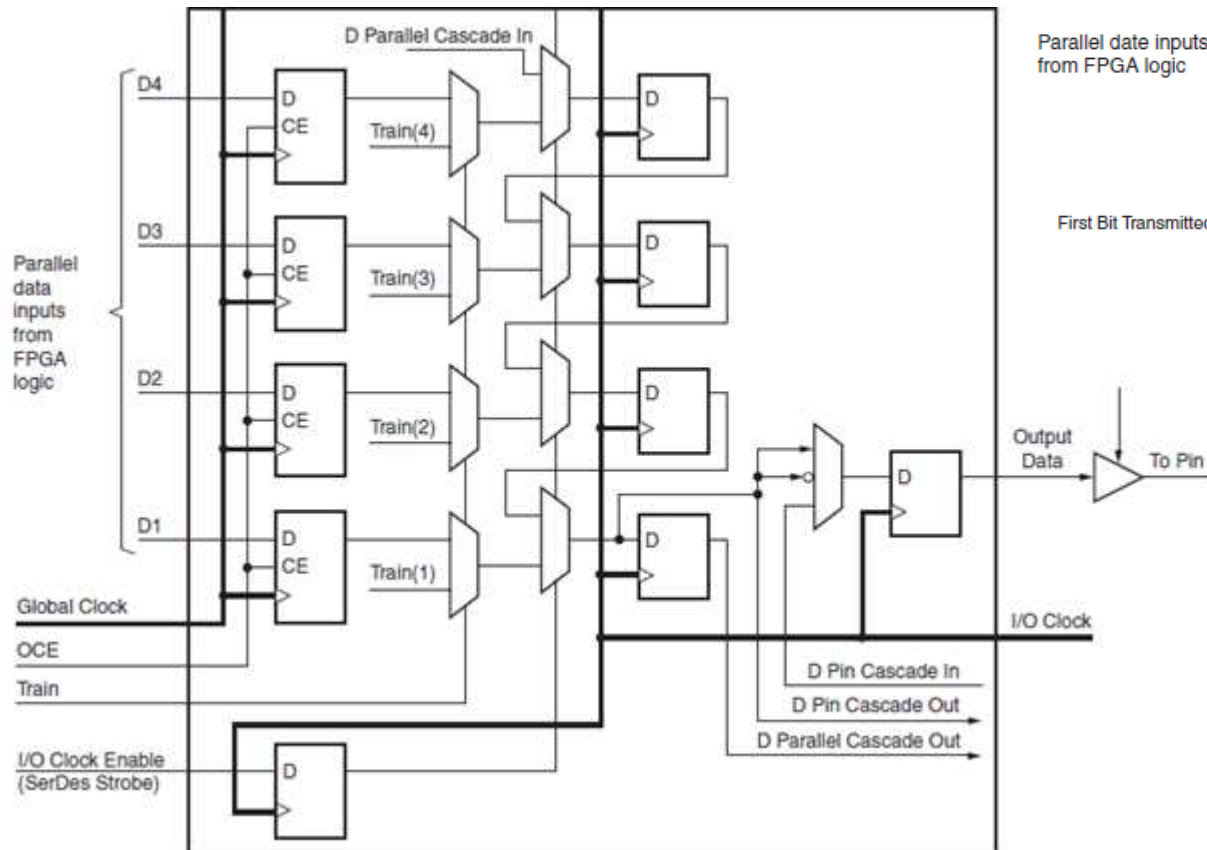 D Parallel Cascade In
Parallel date inputs
from FPGA logic
D4
D
CE
Train(4)
D
First Bit Transmitted
D3
D
CE
Train(3)
D
Parallel
data
inputs
from
FPGA
logic
D2
D
CE
Train(2)
D
Output
Data
To Pin
D
D1
D
CE
Train(1)
D
Global Clock
I/O Clock
OCE
Train
D Pin Cascade In
D Pin Cascade Out
D Parallel Cascade Out
I/O Clock Enable
(SerDes Strobe)
D